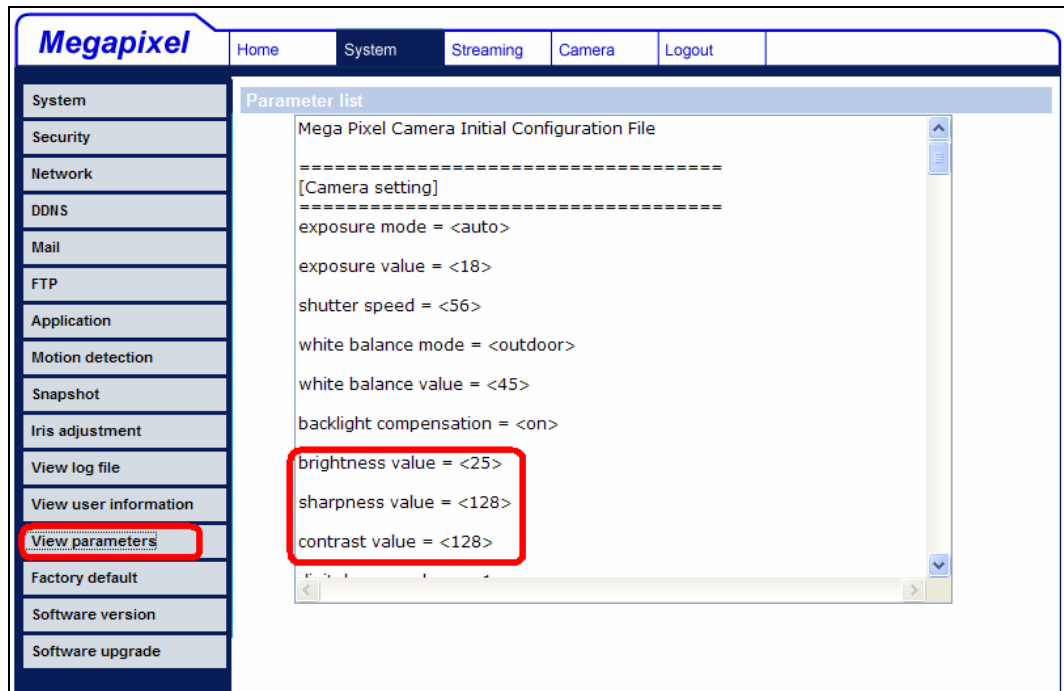 Megapixel
Home System Streaming Camera Logout
System
Security
Network
DDNS
Mail
FTP
Application
Motion detection
Snapshot
Iris adjustment
View log file
View user information
View parameters
Factory default
Software version
Software upgrade
Parameter list
Mega Pixel Camera Initial Configuration File
====================================
[Camera setting]
====================================
exposure mode = <auto>
exposure value = <18>
shutter speed = <56>
white balance mode = <outdoor>
white balance value = <45>
backlight compensation = <on>
brightness value = <25>
sharpness value = <128>
contrast value = <128>